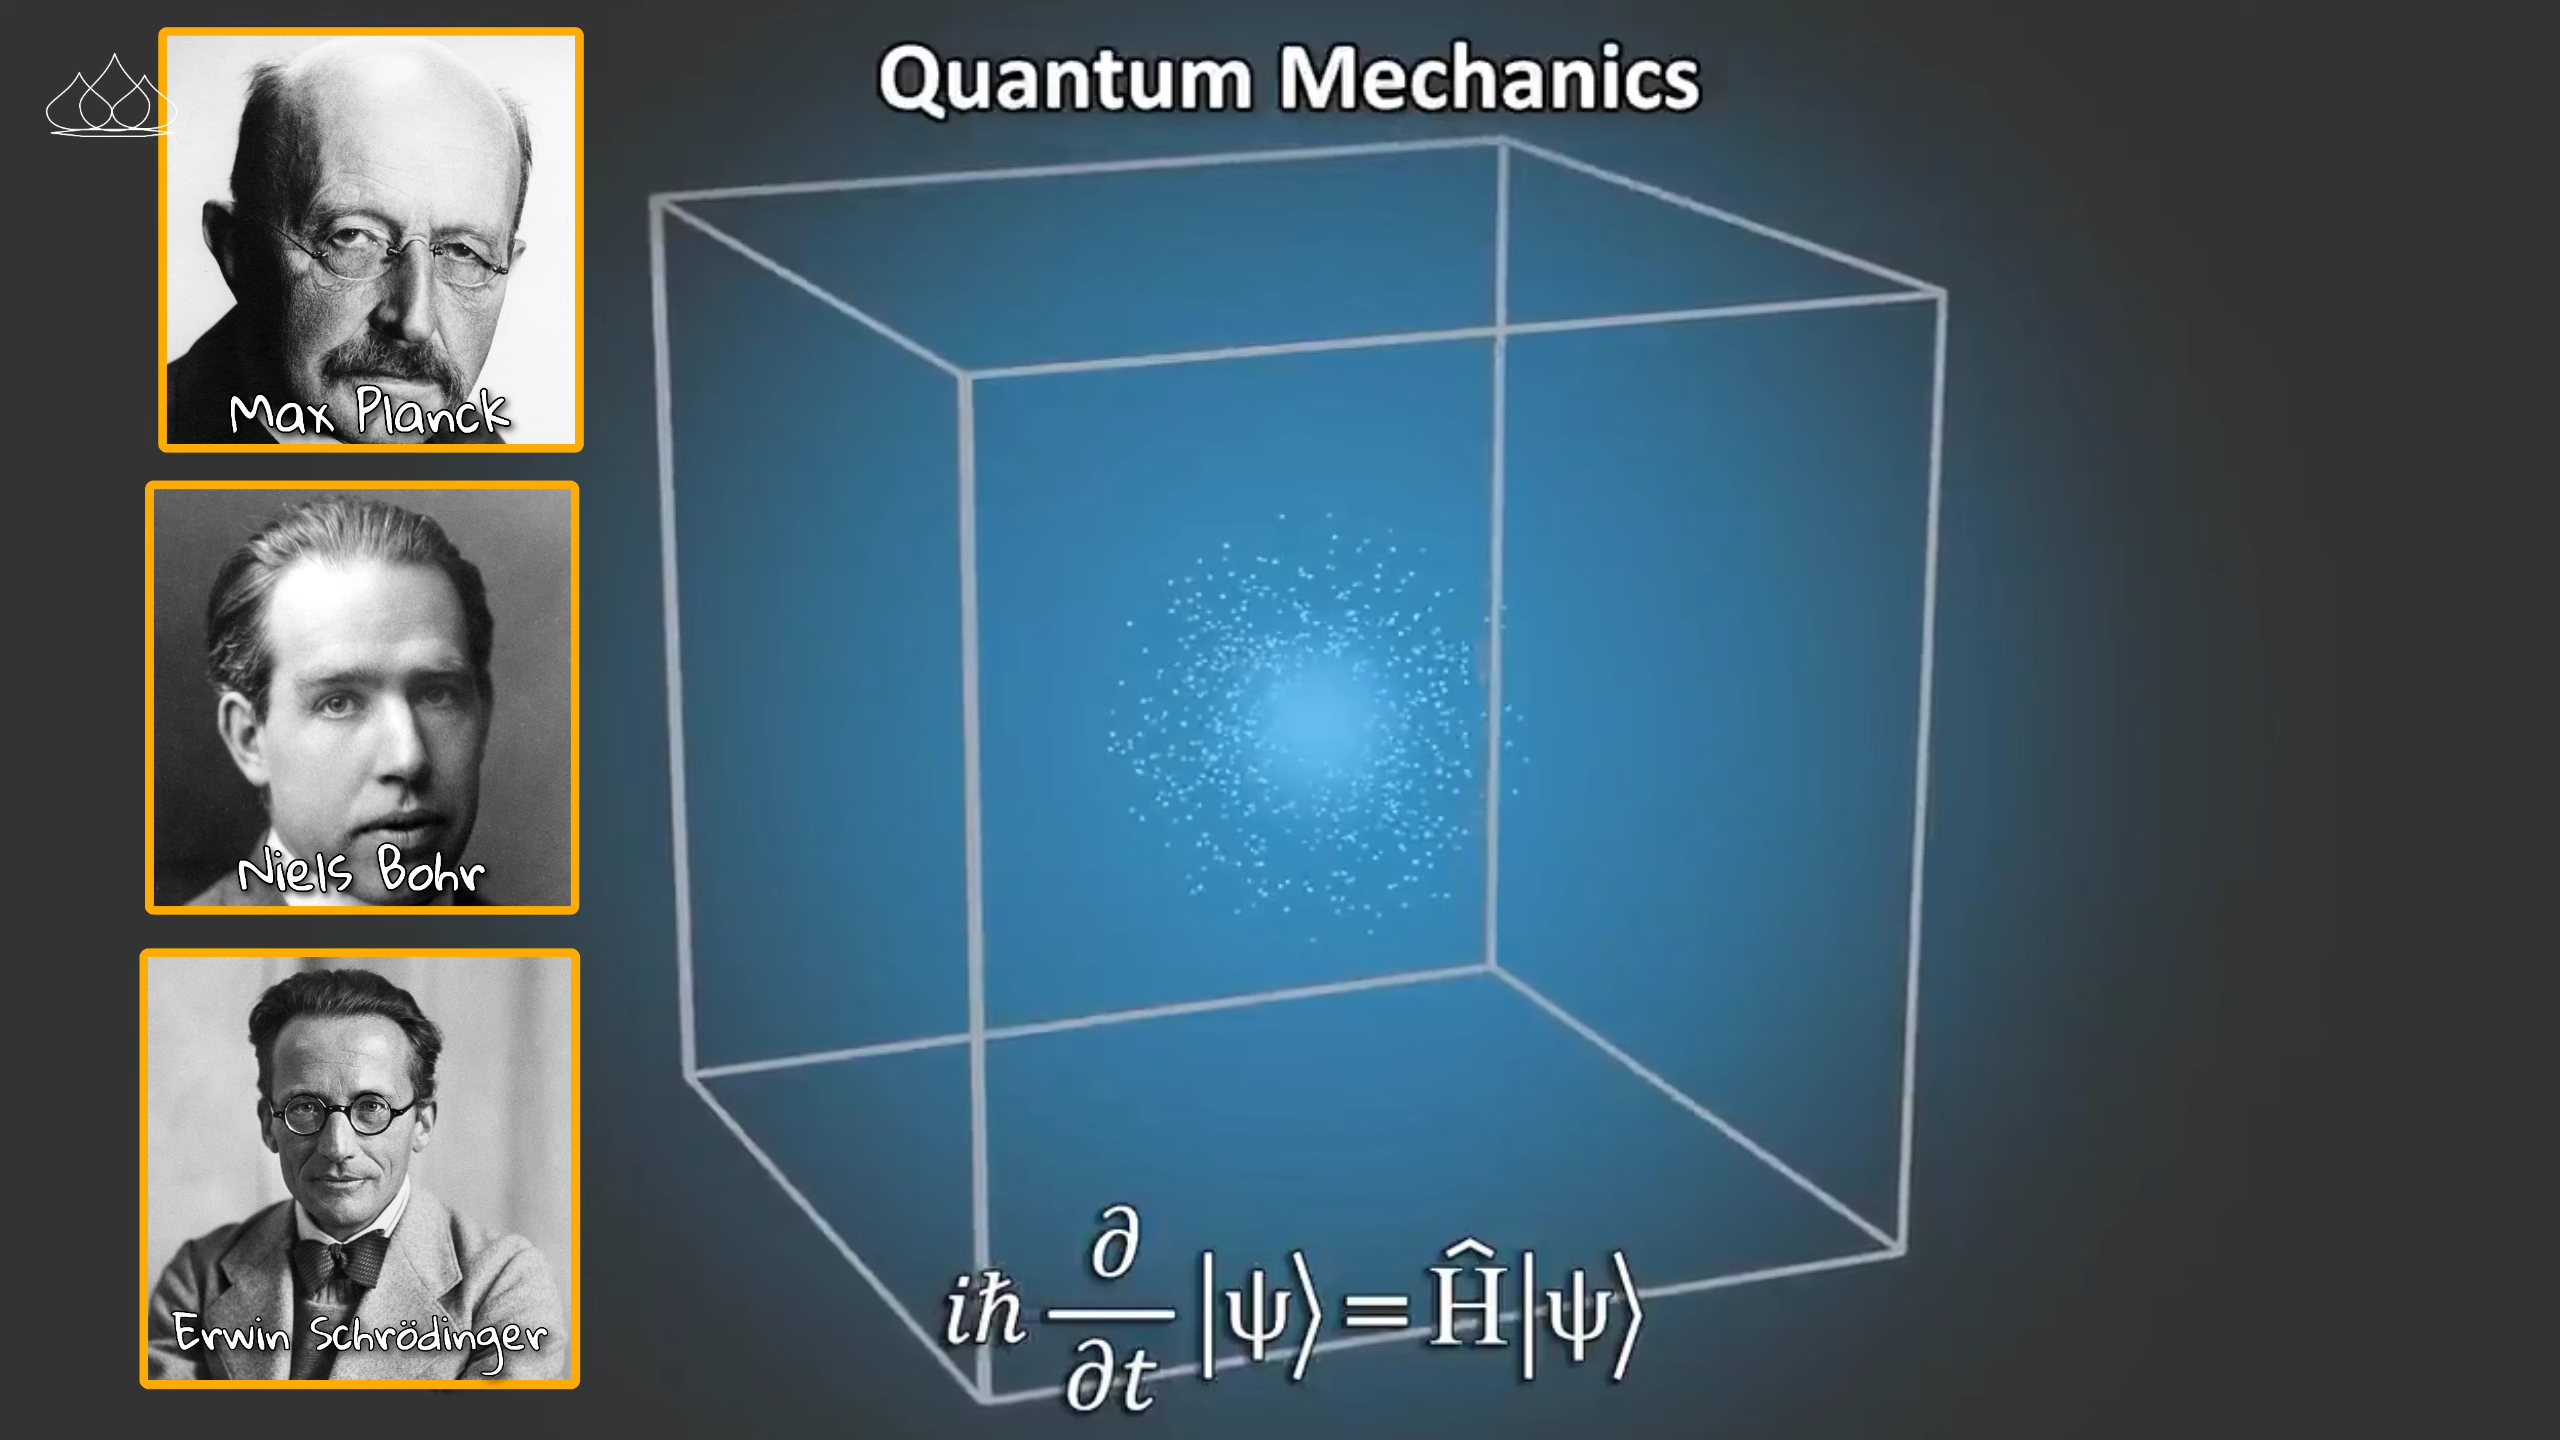 Quantum Mechanics
Max Planck
Niels Bohr
Erwin Schrödinger
iħ ∂/∂t |ψ⟩ = Ĥ|ψ⟩